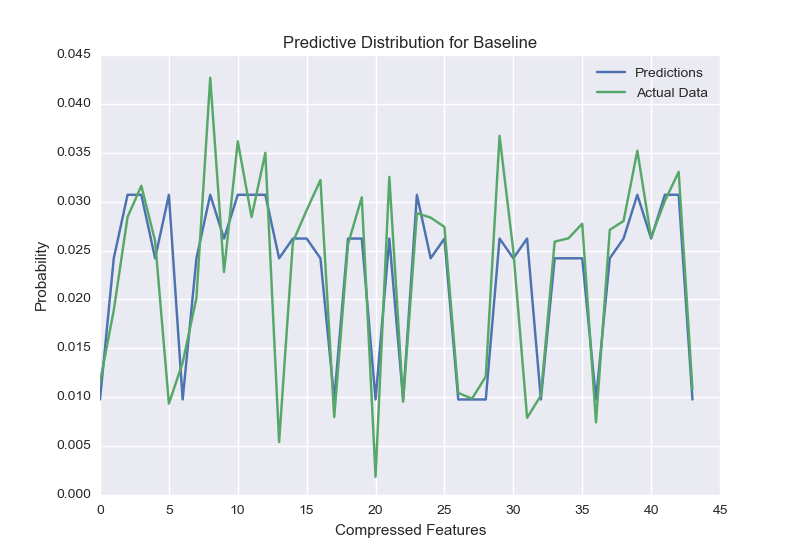 Predictive Distribution for Baseline
0.045
0.040
0.035
0.030
0.025
0.020
0.015
0.010
0.005
0.000
Probability
Predictions
Actual Data
0 5 10 15 20 25 30 35 40 45
Compressed Features